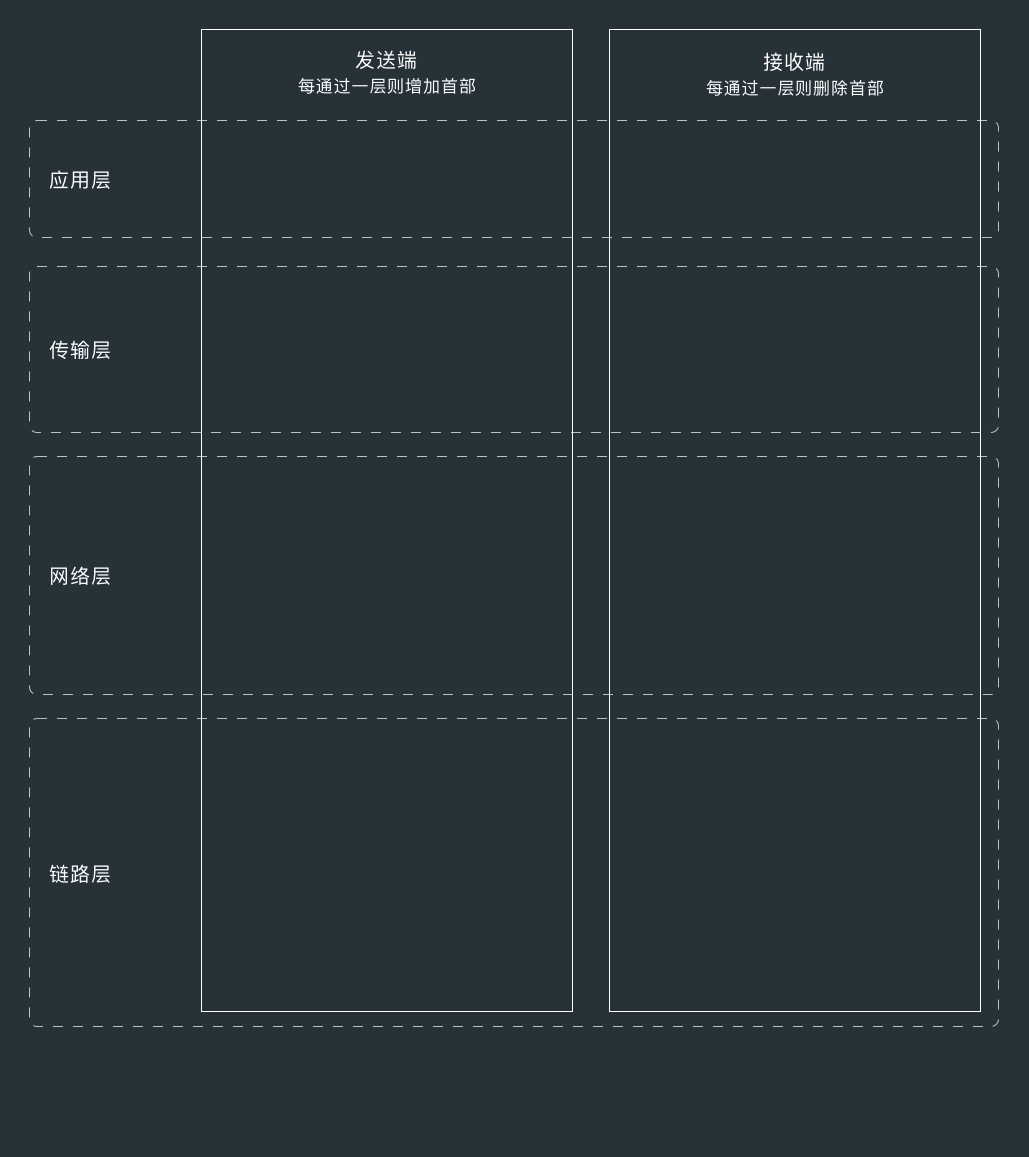 发送端
每通过一层则增加首部
接收端
每通过一层则删除首部
应用层
传输层
网络层
链路层